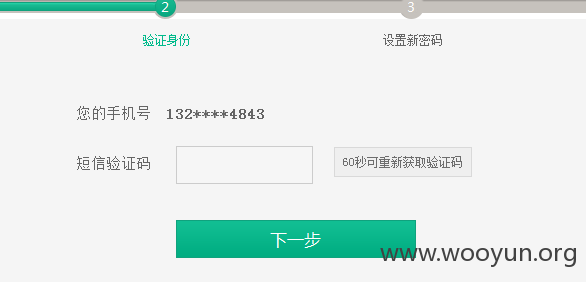 2 3
验证身份 设置新密码
您的手机号 132****4843
短信验证码 60秒可重新获取验证码
下一步
www.wooyun.org